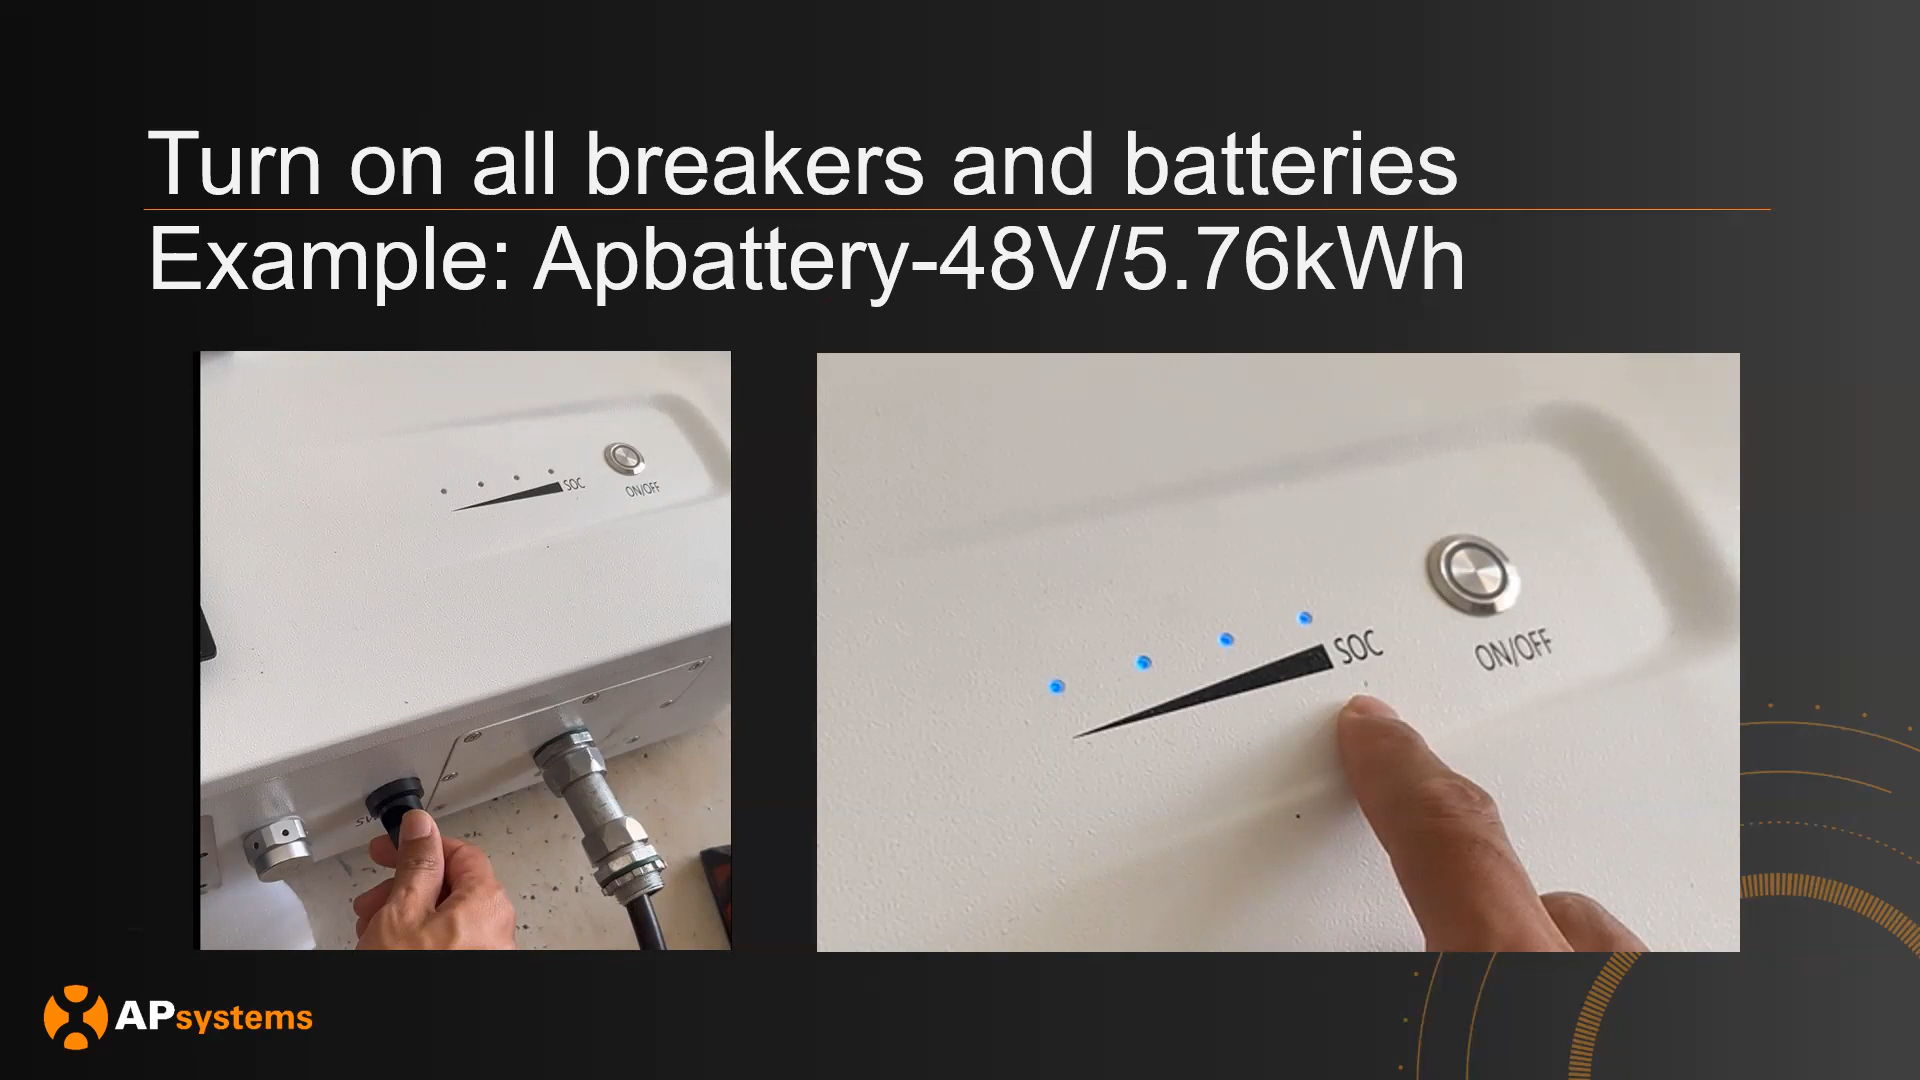 Turn on all breakers and batteries
Example: Apbattery-48V/5.76kWh
SOC
ON/OFF
SOC
ON/OFF
APsystems